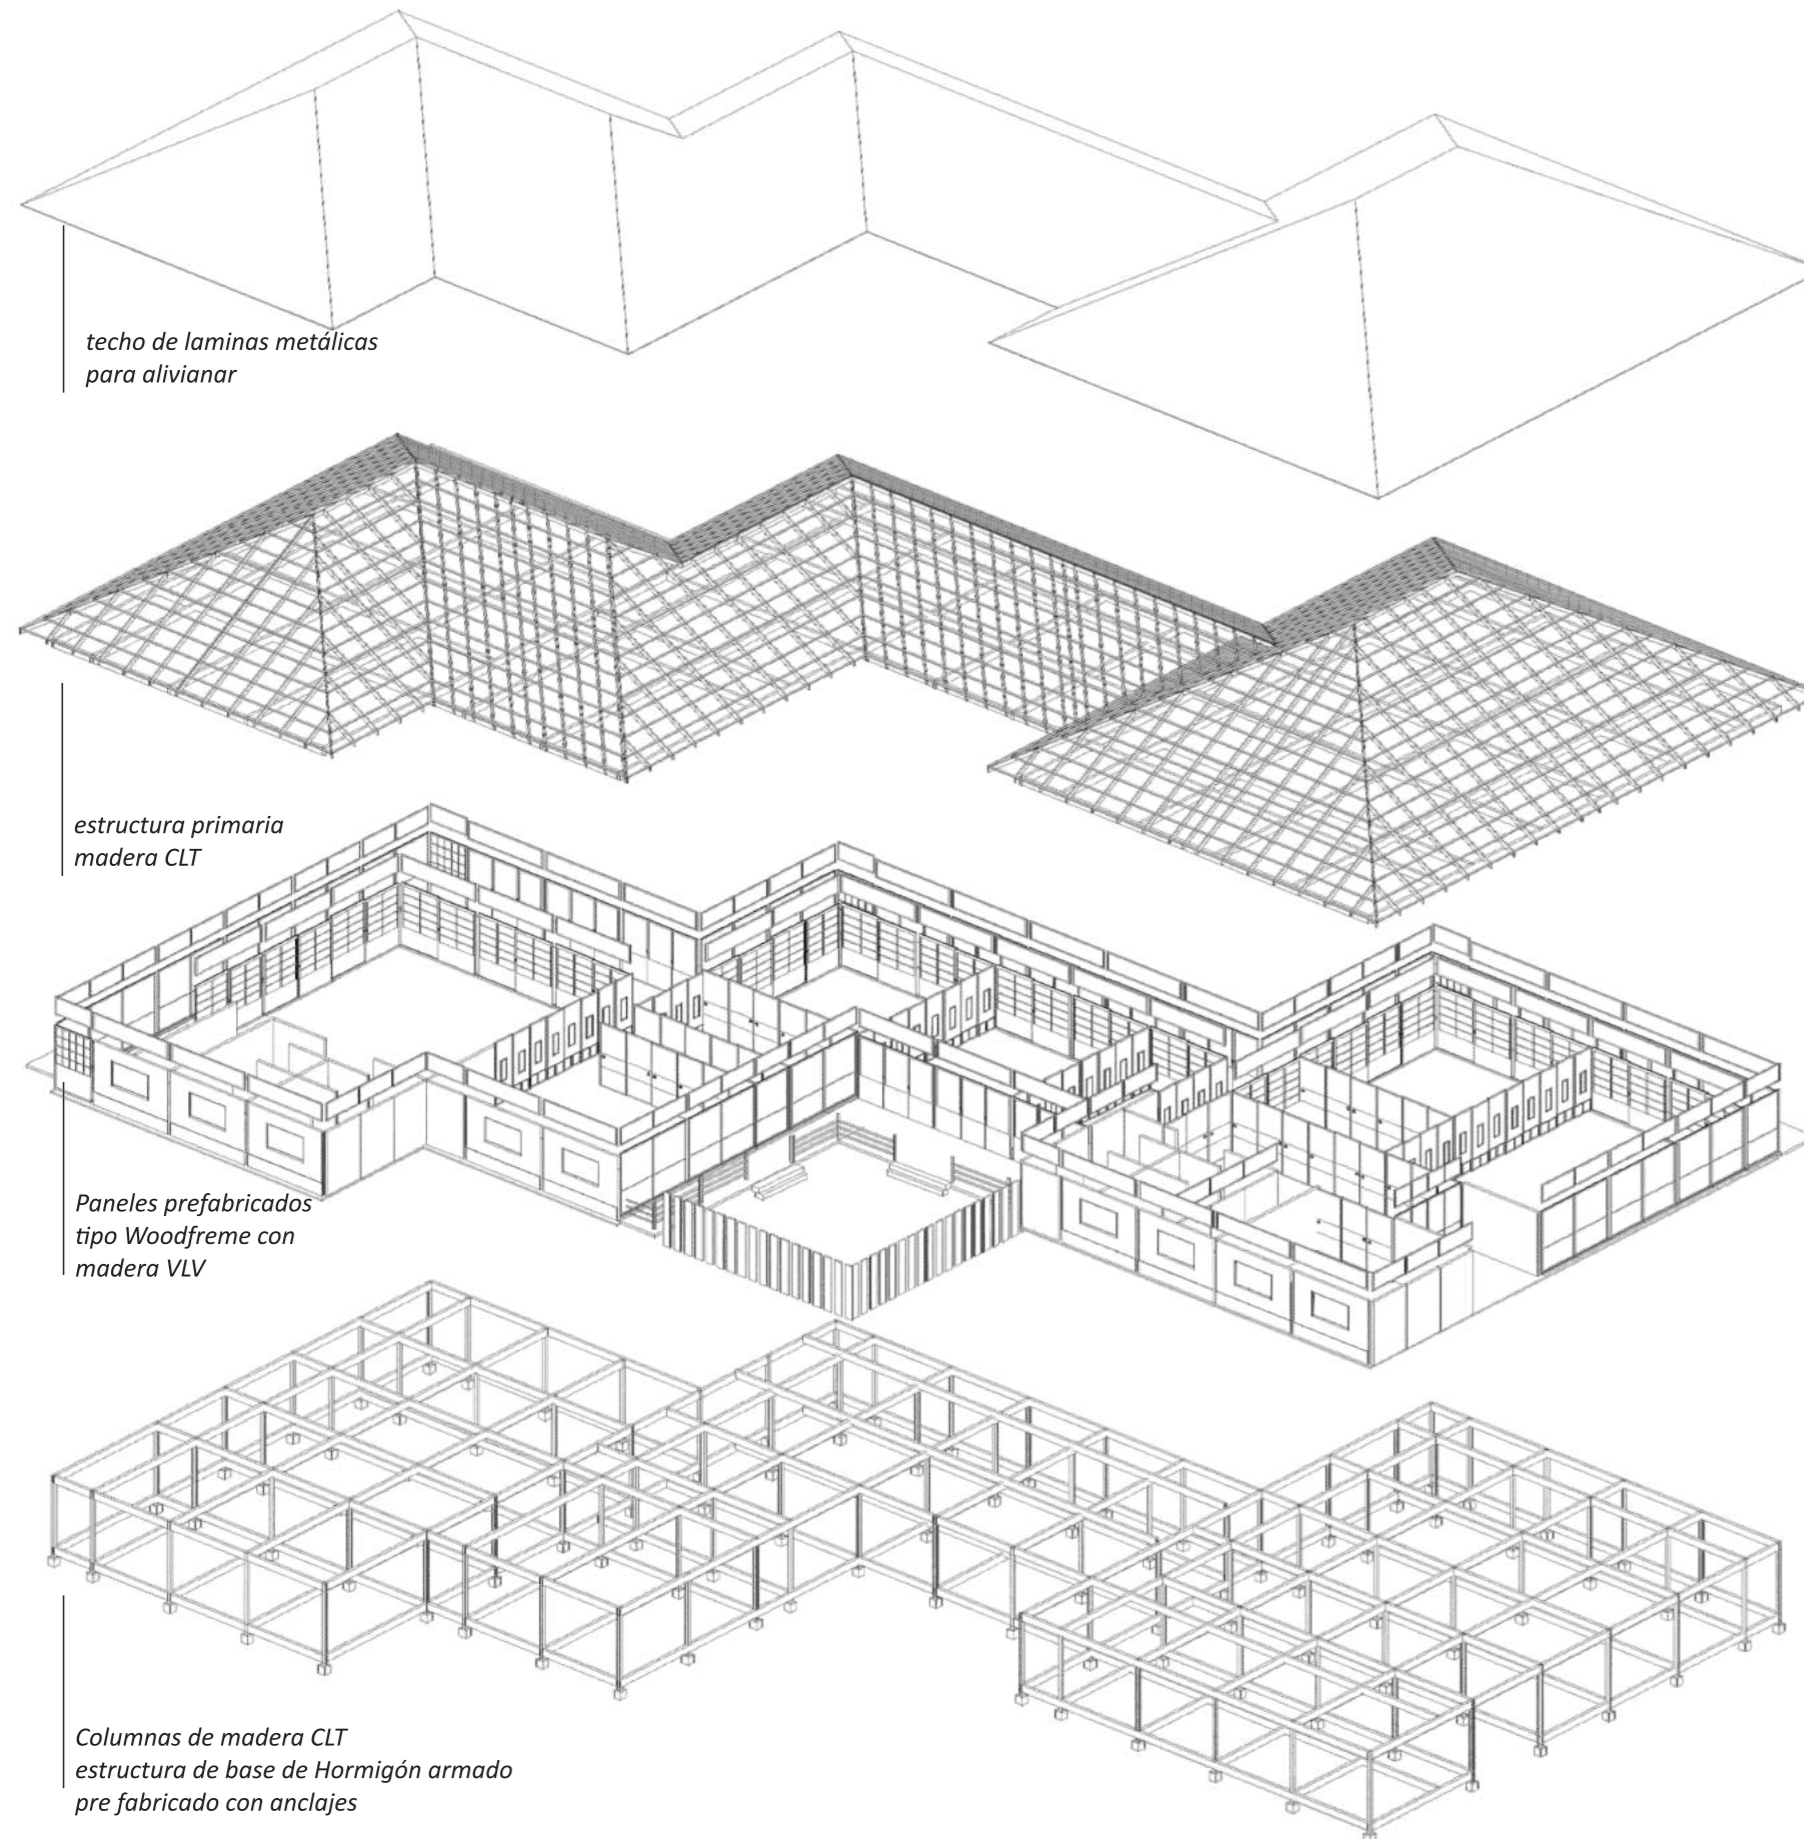 techo de laminas metálicas
para alivianar
estructura primaria
madera CLT
Paneles prefabricados
tipo Woodfreme con
madera VLV
Columnas de madera CLT
estructura de base de Hormigón armado
pre fabricado con anclajes